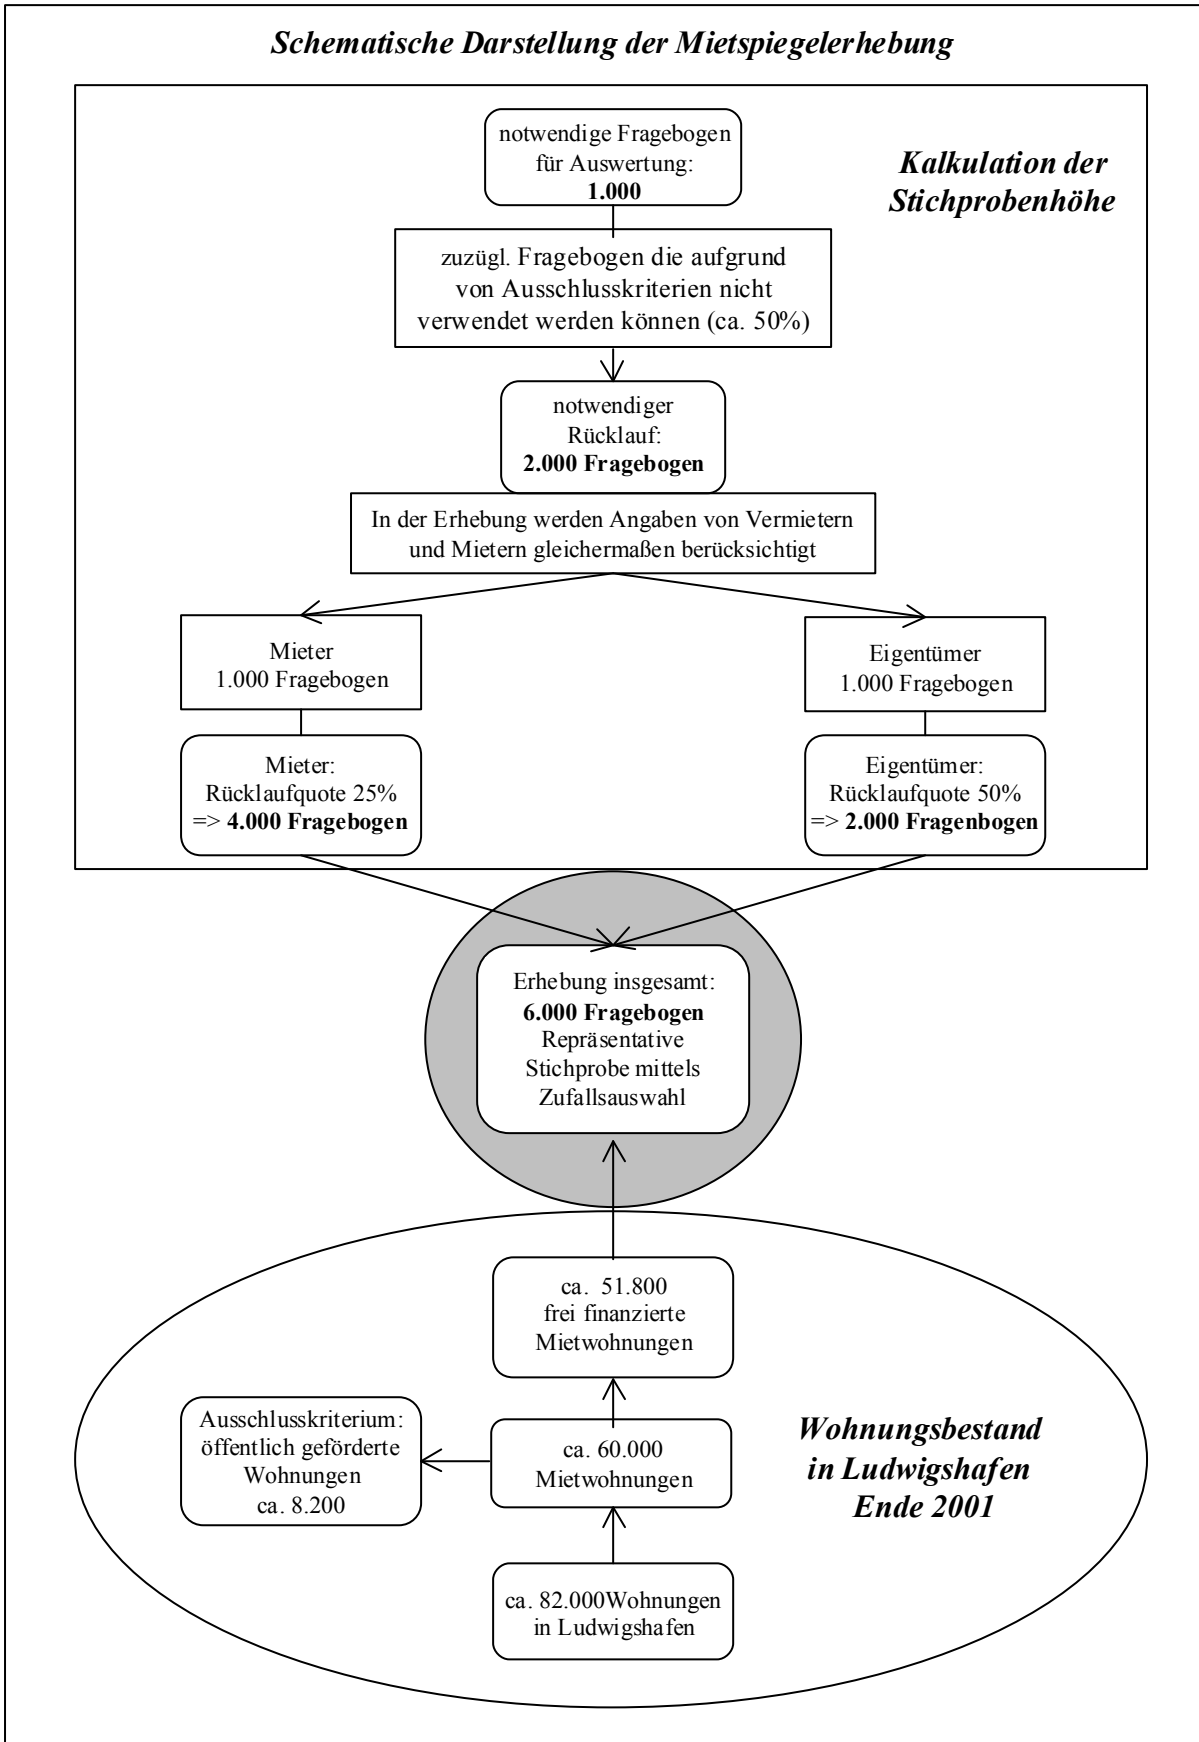 Schematische Darstellung der Mietspiegelerhebung
notwendige Fragebogen
für Auswertung:
1.000
Kalkulation der
Stichprobenhöhe
zuzügl. Fragebogen die aufgrund
von Ausschlusskriterien nicht
verwendet werden können (ca. 50%)
notwendiger
Rücklauf:
2.000 Fragebogen
In der Erhebung werden Angaben von Vermietern
und Mietern gleichermaßen berücksichtigt
Mieter
1.000 Fragebogen
Eigentümer
1.000 Fragebogen
Mieter:
Rücklaufquote 25%
=> 4.000 Fragebogen
Eigentümer:
Rücklaufquote 50%
=> 2.000 Fragenbogen
Erhebung insgesamt:
6.000 Fragebogen
Repräsentative
Stichprobe mittels
Zufallsauswahl
ca. 51.800
frei finanzierte
Mietwohnungen
Ausschlusskriterium:
öffentlich geförderte
Wohnungen
ca. 8.200
ca. 60.000
Mietwohnungen
Wohnungsbestand
in Ludwigshafen
Ende 2001
ca. 82.000Wohnungen
in Ludwigshafen